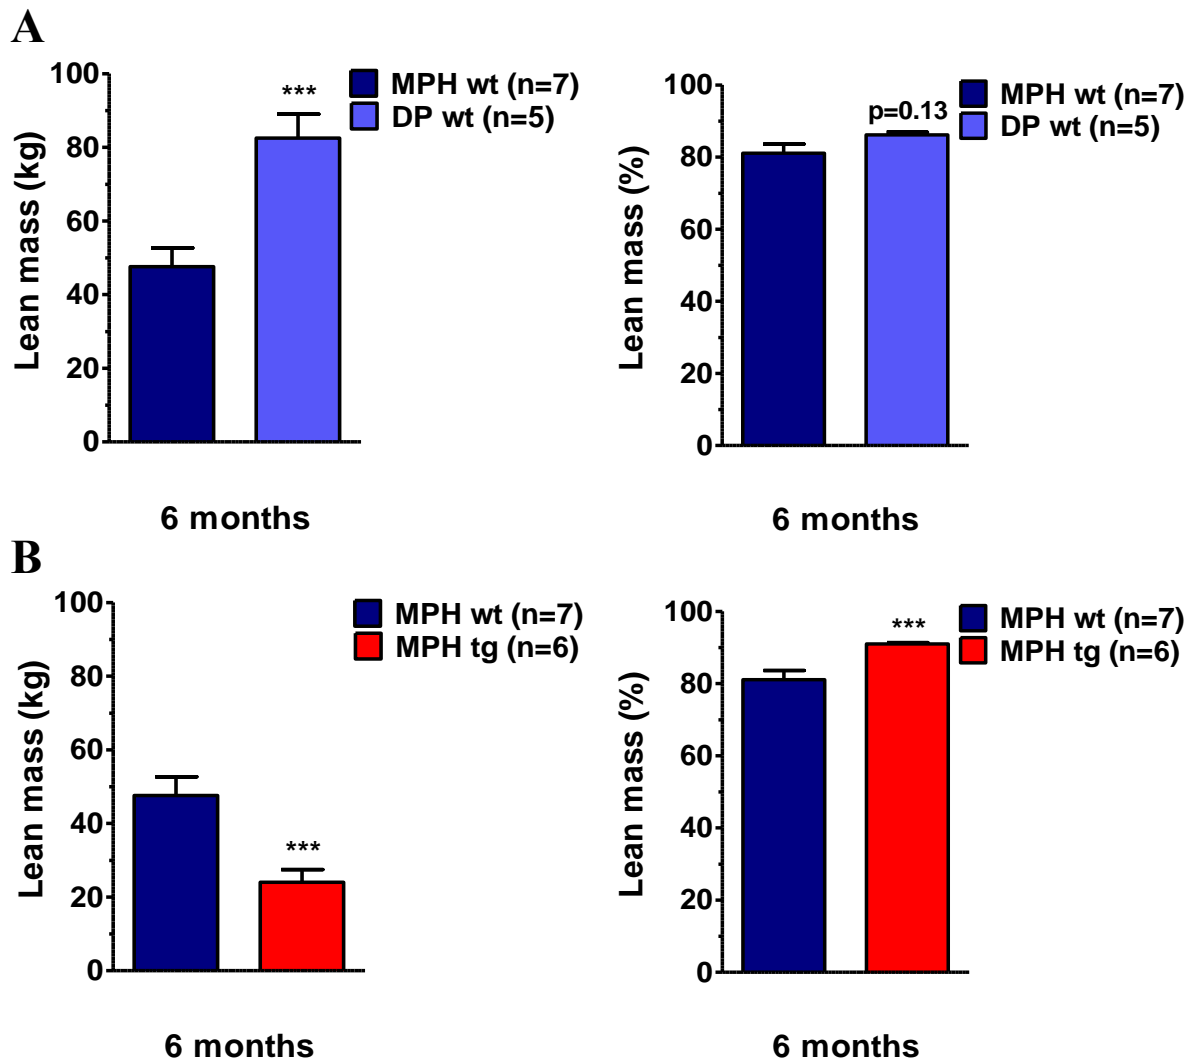 A
Lean mass (kg)
100
80
60
40
20
0
***
MPH wt (n=7)
DP wt (n=5)
6 months
Lean mass (%)
100
80
60
40
20
0
p=0.13
MPH wt (n=7)
DP wt (n=5)
6 months
B
Lean mass (kg)
100
80
60
40
20
0
***
MPH wt (n=7)
MPH tg (n=6)
6 months
Lean mass (%)
100
80
60
40
20
0
***
MPH wt (n=7)
MPH tg (n=6)
6 months